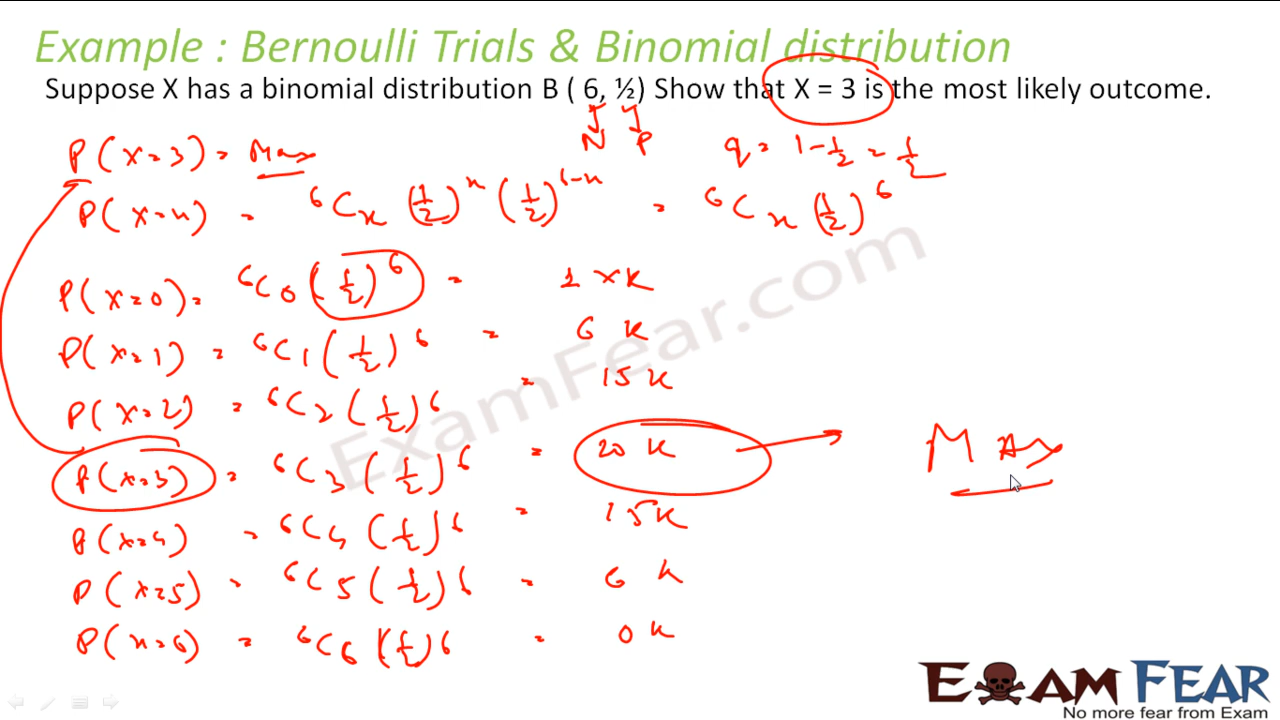 Example : Bernoulli Trials & Binomial distribution
Suppose X has a binomial distribution B ( 6, ½) Show that X = 3 is the most likely outcome.
N P
P(x=3) = Max q = 1-½ = ½
P(x=x) = ⁶Cₓ (½)ˣ (½)⁶⁻ˣ = ⁶Cₓ (½)⁶
P(x=0) = ⁶C₀ (½)⁶ = 1 × K
P(x=1) = ⁶C₁ (½)⁶ = 6 K
P(x=2) = ⁶C₂ (½)⁶ = 15 K
P(x=3) = ⁶C₃ (½)⁶ = 20 K → Max
P(x=4) = ⁶C₄ (½)⁶ = 15K
P(x=5) = ⁶C₅ (½)⁶ = 6 K
P(x=6) = ⁶C₆ (½)⁶ = 0 K
ExamFear.com
EXAM FEAR
No more fear from Exam